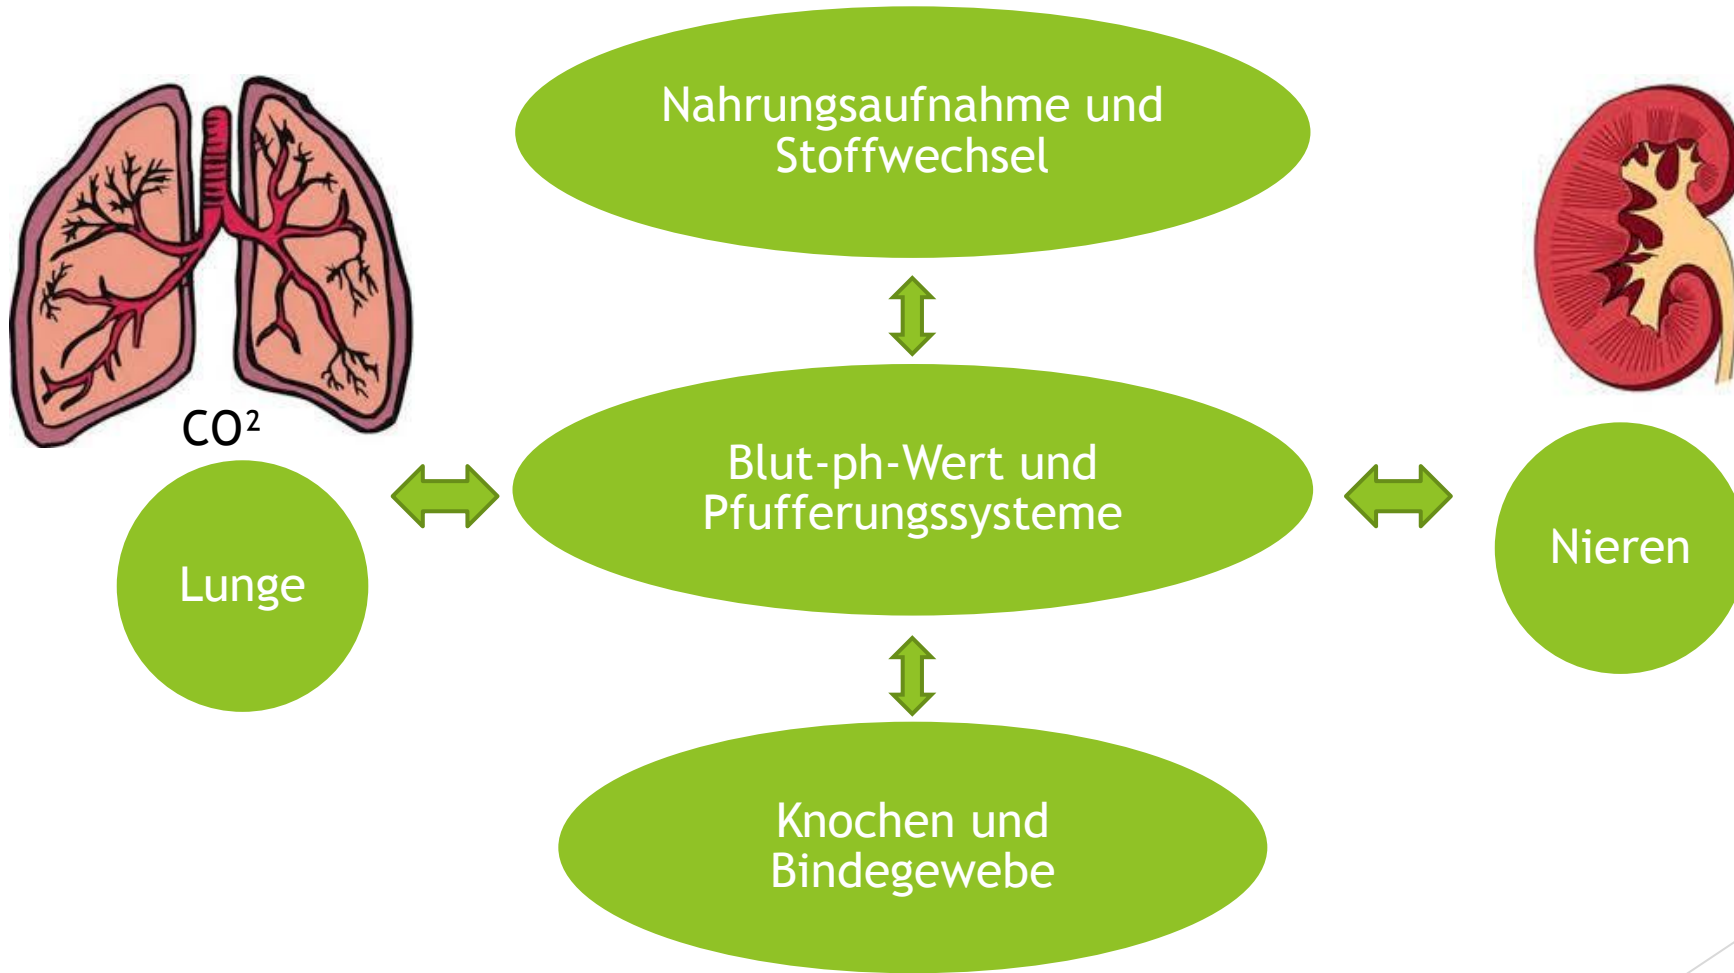 Nahrungsaufnahme und
Stoffwechsel
CO²
Blut-ph-Wert und
Pfufferungssysteme
Lunge
Nieren
Knochen und
Bindegewebe